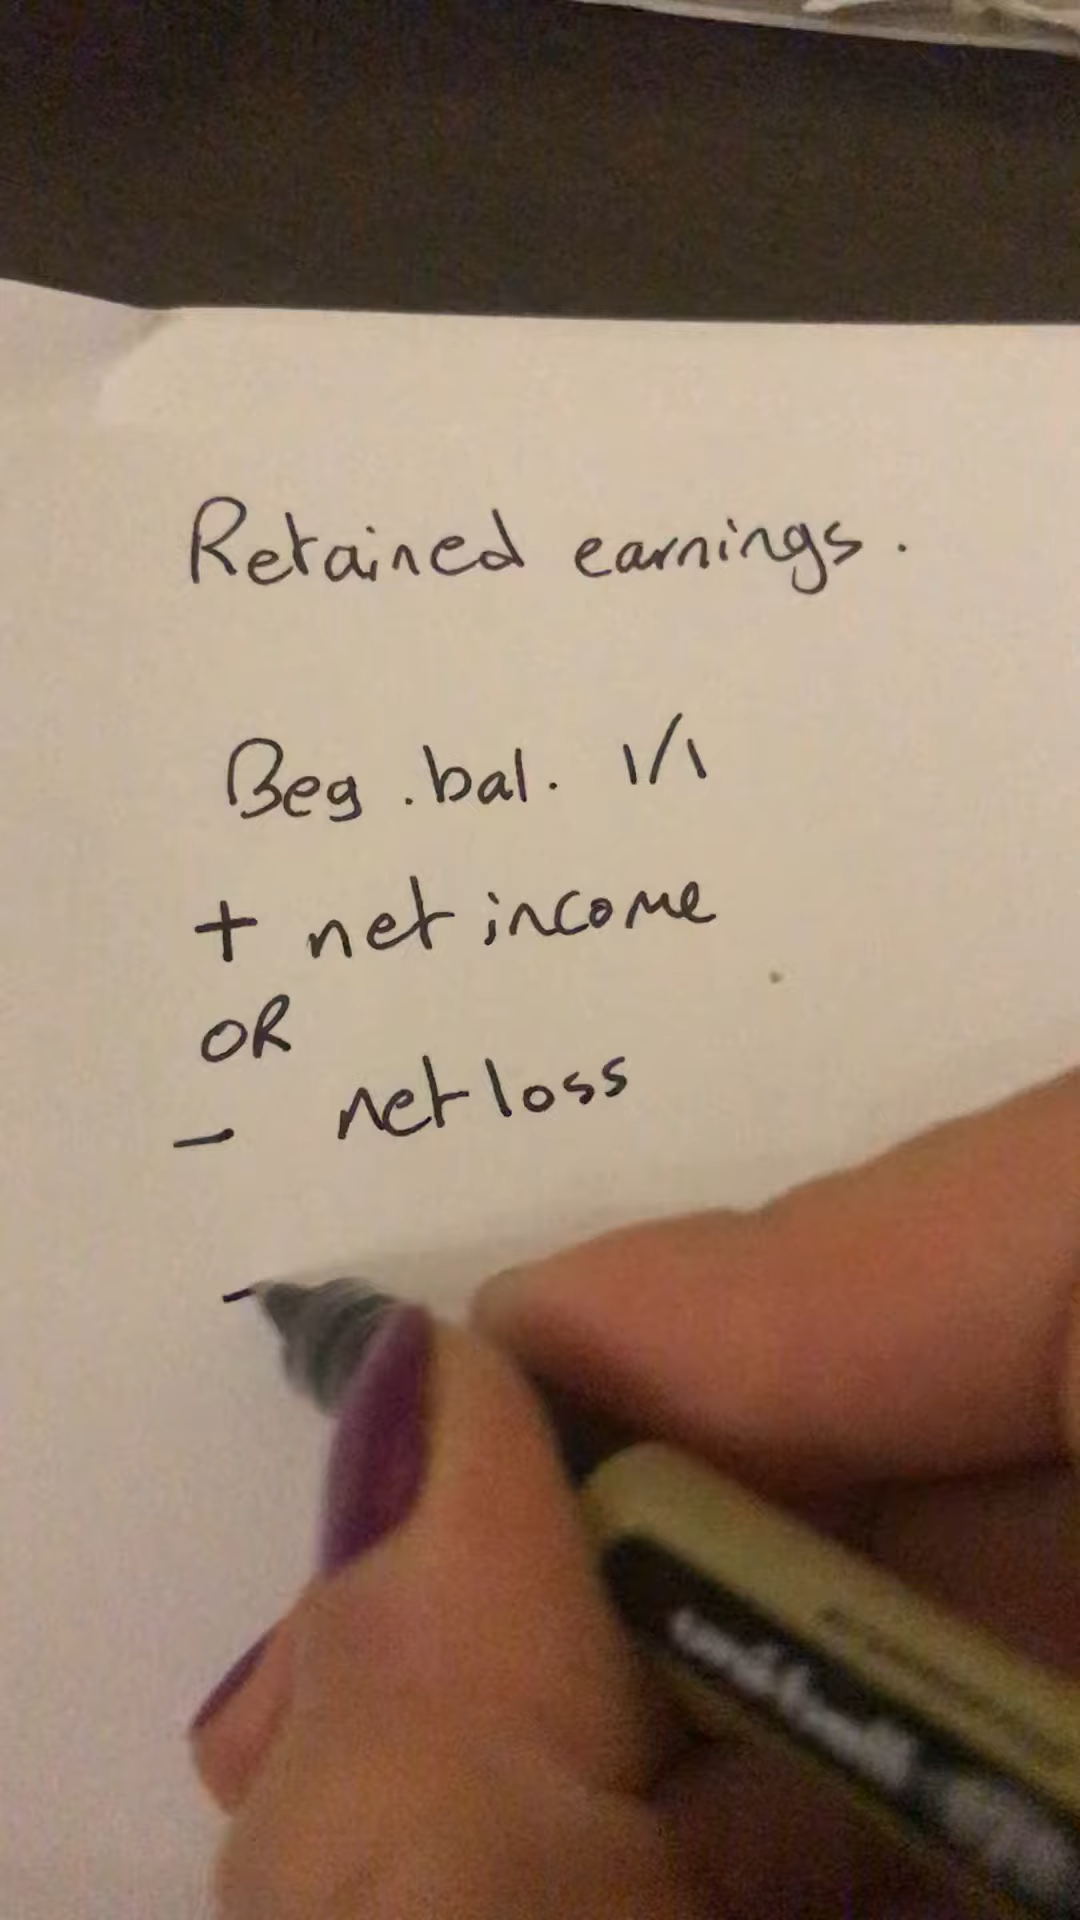 Retained earnings.
Beg. bal. 1/1
+ net income
OR
- net loss
-